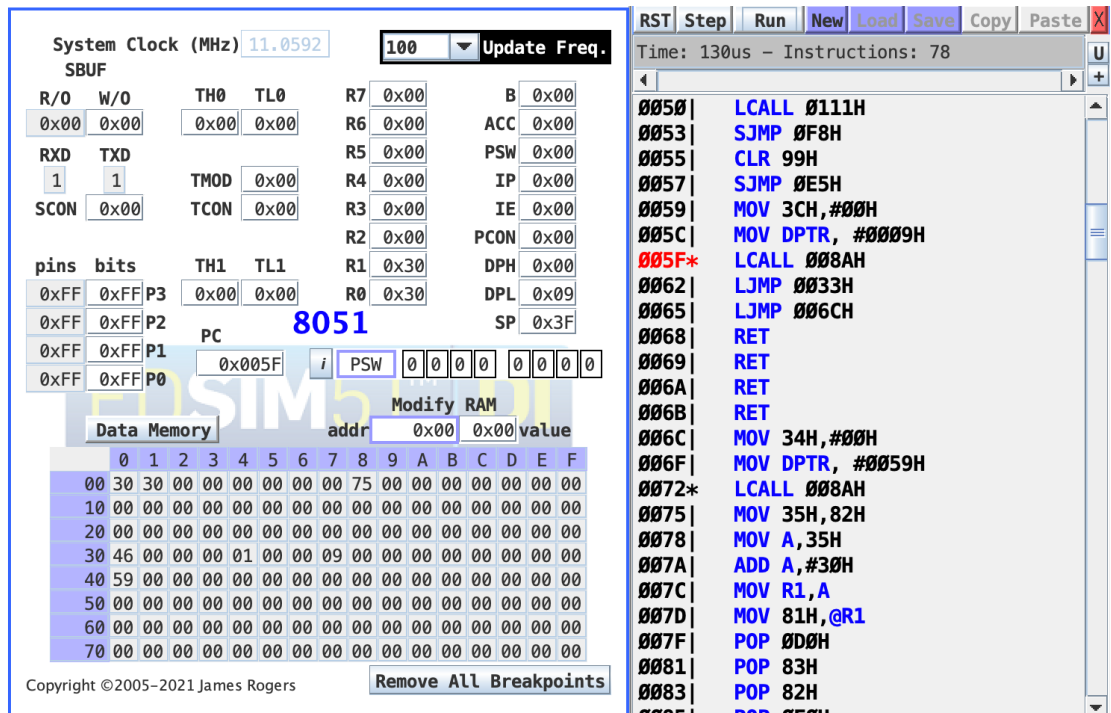 System Clock (MHz) 11.0592
100 Update Freq.
SBUF
R/O W/O TH0 TL0 R7 0x00 B 0x00
0x00 0x00 0x00 0x00 R6 0x00 ACC 0x00
RXD TXD R5 0x00 PSW 0x00
1 1 TMOD 0x00 R4 0x00 IP 0x00
SCON 0x00 TCON 0x00 R3 0x00 IE 0x00
R2 0x00 PCON 0x00
pins bits TH1 TL1 R1 0x30 DPH 0x00
0xFF 0xFF P3 0x00 0x00 R0 0x30 DPL 0x09
0xFF 0xFF P2 8051 SP 0x3F
0xFF 0xFF P1 PC 0x005F i PSW 0 0 0 0 0 0 0 0
0xFF 0xFF P0
Modify RAM
Data Memory addr 0x00 0x00 value
0 1 2 3 4 5 6 7 8 9 A B C D E F
00 30 30 00 00 00 00 00 00 75 00 00 00 00 00 00 00
10 00 00 00 00 00 00 00 00 00 00 00 00 00 00 00 00
20 00 00 00 00 00 00 00 00 00 00 00 00 00 00 00 00
30 46 00 00 00 01 00 00 09 00 00 00 00 00 00 00 00
40 59 00 00 00 00 00 00 00 00 00 00 00 00 00 00 00
50 00 00 00 00 00 00 00 00 00 00 00 00 00 00 00 00
60 00 00 00 00 00 00 00 00 00 00 00 00 00 00 00 00
70 00 00 00 00 00 00 00 00 00 00 00 00 00 00 00 00
Copyright ©2005-2021 James Rogers Remove All Breakpoints
RST Step Run New Load Save Copy Paste X
Time: 130us - Instructions: 78 U
+
0050| LCALL 0111H
0053| SJMP 0F8H
0055| CLR 99H
0057| SJMP 0E5H
0059| MOV 3CH,#00H
005C| MOV DPTR, #0009H
005F* LCALL 008AH
0062| LJMP 0033H
0065| LJMP 006CH
0068| RET
0069| RET
006A| RET
006B| RET
006C| MOV 34H,#00H
006F| MOV DPTR, #0059H
0072* LCALL 008AH
0075| MOV 35H,82H
0078| MOV A,35H
007A| ADD A,#30H
007C| MOV R1,A
007D| MOV 81H,@R1
007F| POP 0D0H
0081| POP 83H
0083| POP 82H